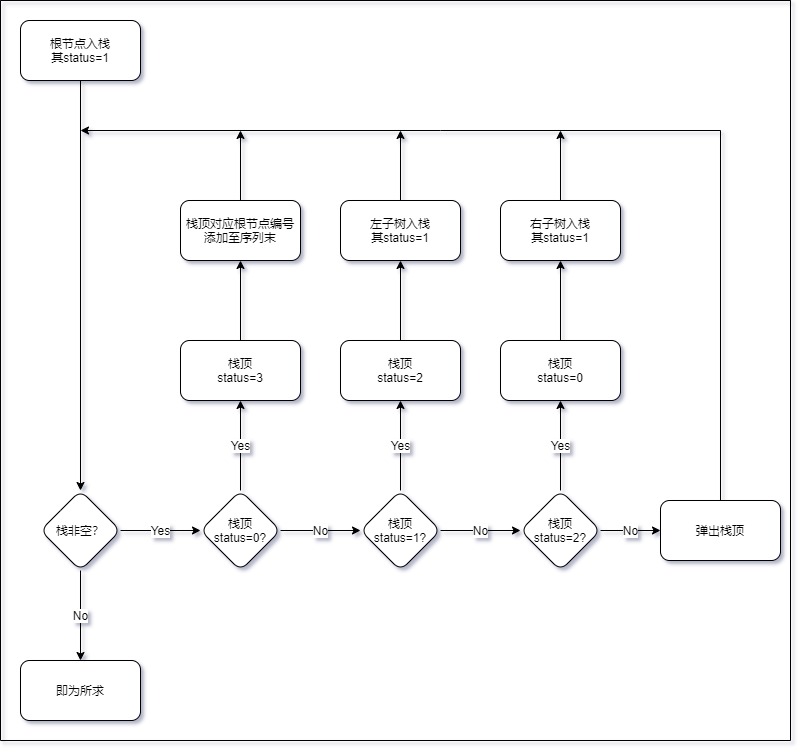 根节点入栈
其status=1
栈顶对应根节点编号
添加至序列末
左子树入栈
其status=1
右子树入栈
其status=1
栈顶
status=3
栈顶
status=2
栈顶
status=0
Yes
Yes
Yes
栈非空?
Yes
栈顶
status=0?
No
栈顶
status=1?
No
栈顶
status=2?
No
弹出栈顶
No
即为所求